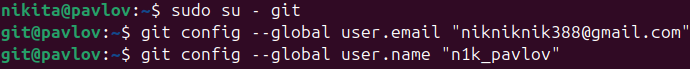 nikita@pavlov:~$ sudo su - git
git@pavlov:~$ git config --global user.email "nikniknik388@gmail.com"
git@pavlov:~$ git config --global user.name "n1k_pavlov"